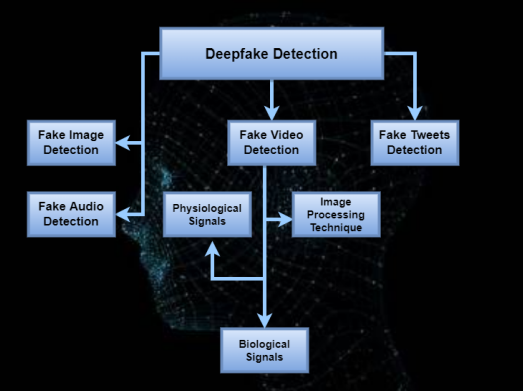 Deepfake Detection
Fake Image
Detection
Fake Video
Detection
Fake Tweets
Detection
Fake Audio
Detection
Physiological
Signals
Image
Processing
Technique
Biological
Signals